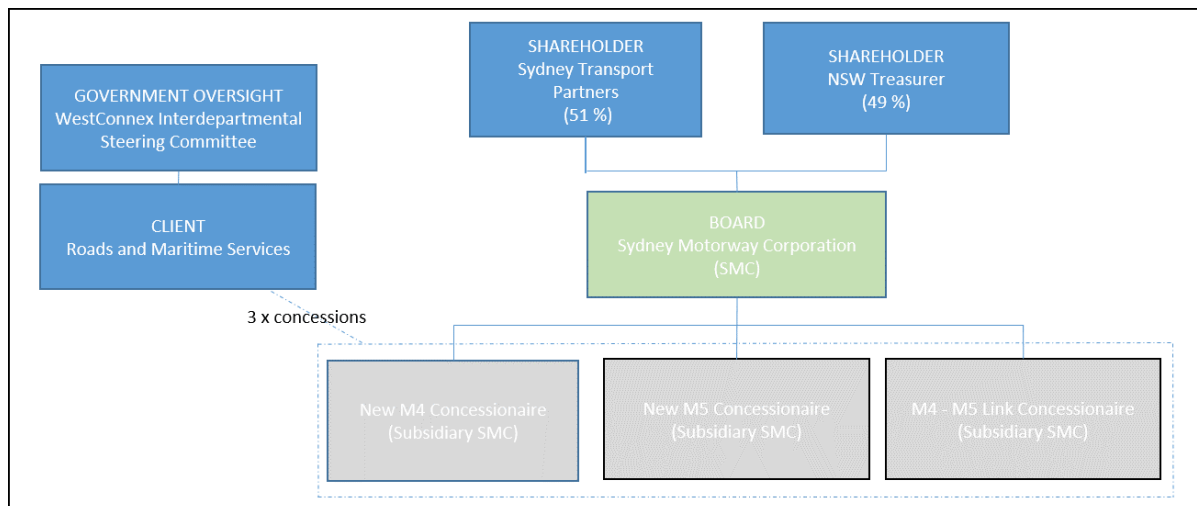 GOVERNMENT OVERSIGHT
WestConnex Interdepartmental
Steering Committee
CLIENT
Roads and Maritime Services
SHAREHOLDER
Sydney Transport
Partners
(51 %)
SHAREHOLDER
NSW Treasurer
(49 %)
BOARD
Sydney Motorway Corporation
(SMC)
3 x concessions
New M4 Concessionaire
(Subsidiary SMC)
New M5 Concessionaire
(Subsidiary SMC)
M4 - M5 Link Concessionaire
(Subsidiary SMC)